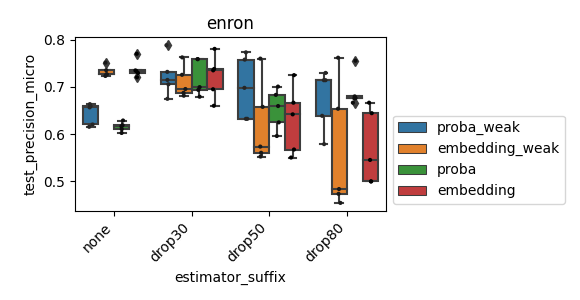 enron
0.8
0.7
0.6
0.5
test_precision_micro
none
drop30
drop50
drop80
estimator_suffix
proba_weak
embedding_weak
proba
embedding